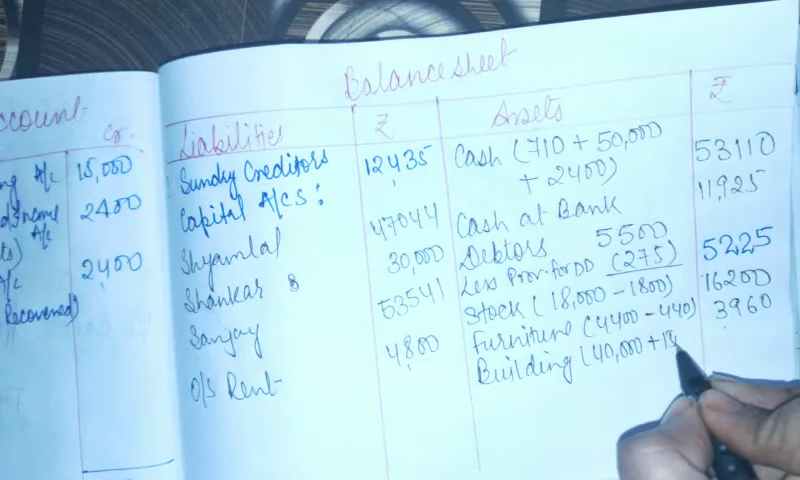 ccount
Cr.
ng A/c 15,000
d Income 2400
A/c
ts)
A/c 2,400
Recovered)
Balance sheet
Liabilities ₹ Assets ₹
Sundry Creditors 12435 Cash (710 + 50,000
+ 2400) 53110
Capital A/cs : Cash at Bank 11,925
Shyamlal 47044 Debtors 5500
Shankar 30,000 Less Prov. for DD (275) 5225
Sanjay 53541 Stock (18,000 - 1800) 16200
O/s Rent 4800 Furniture (4400 - 440) 3960
Building (40,000 +